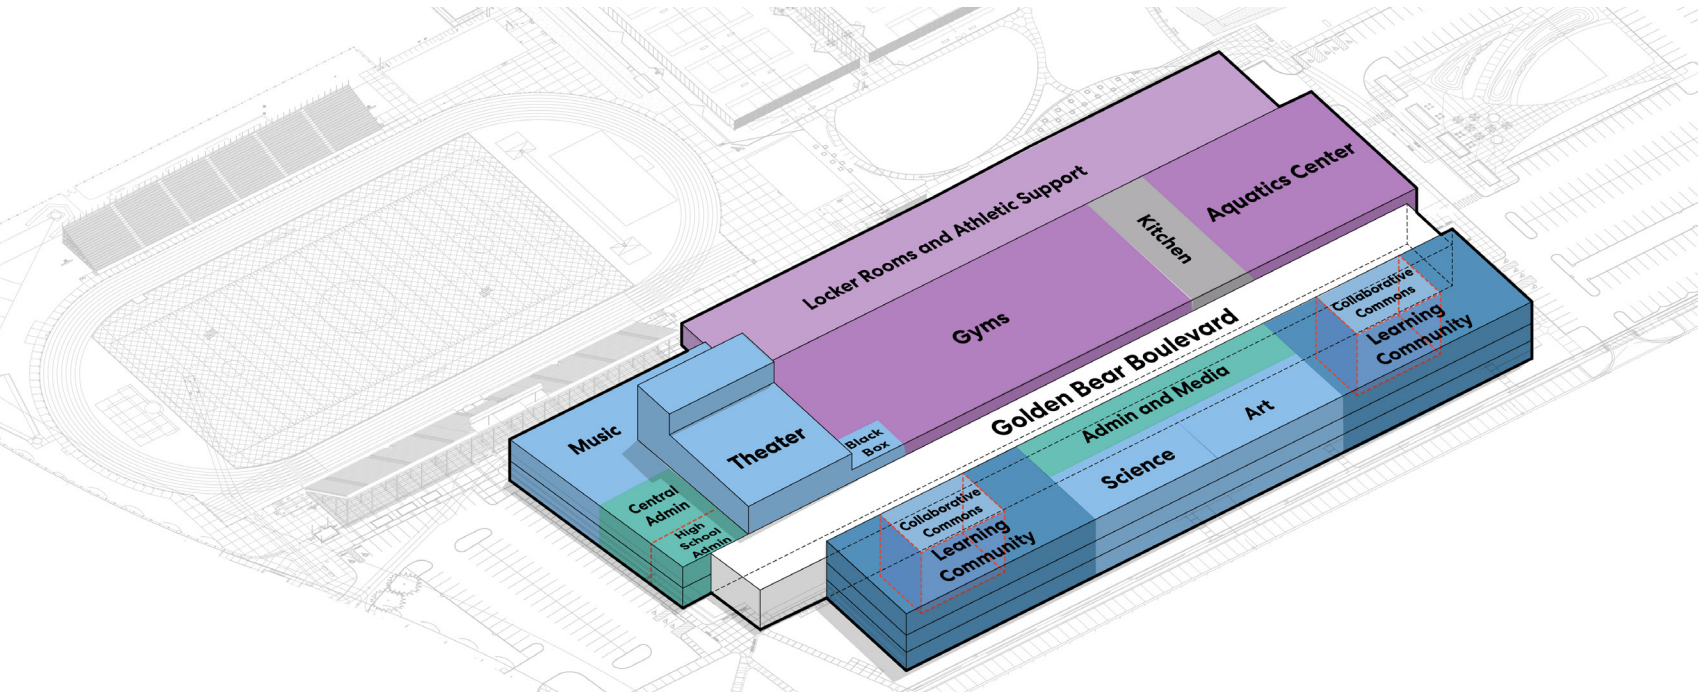 Locker Rooms and Athletic Support
Aquatics Center
Kitchen
Gyms
Golden Bear Boulevard
Collaborative
Commons
Learning
Community
Admin and Media
Art
Science
Music
Theater
Black
Box
Central
Admin
High
School
Admin
Collaborative
Commons
Learning
Community